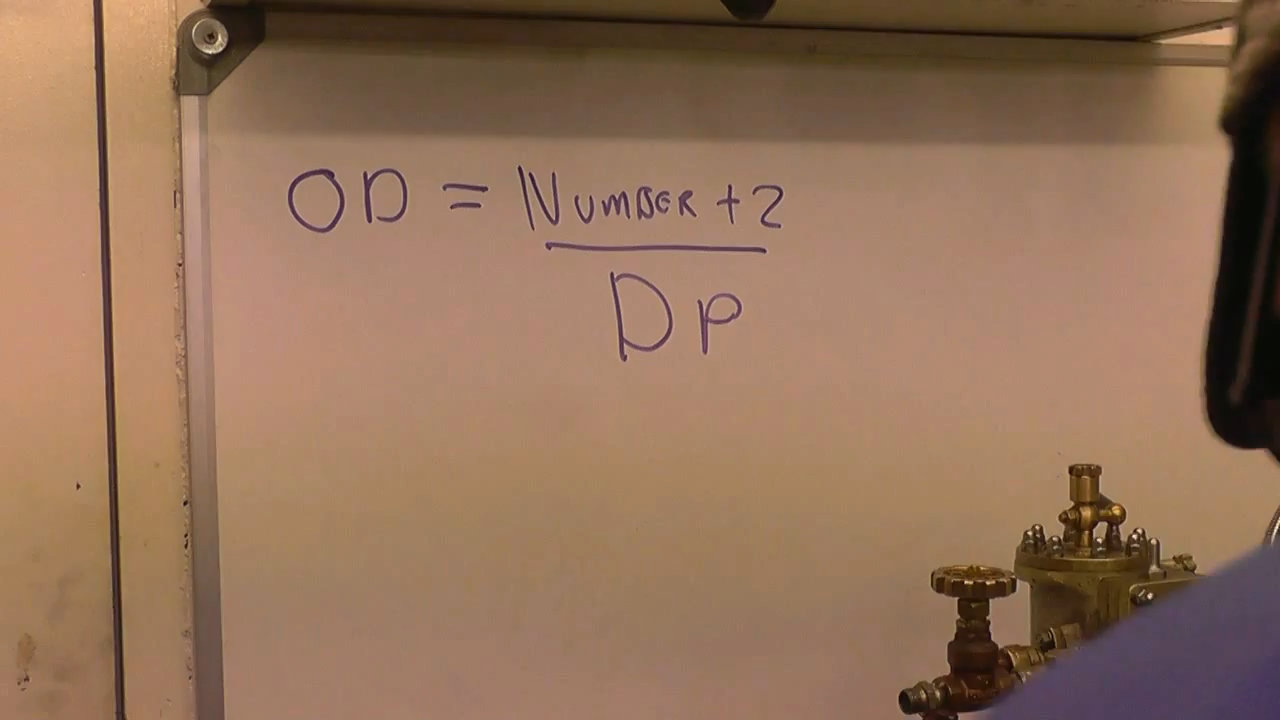 OD = NUMBER + 2
DP